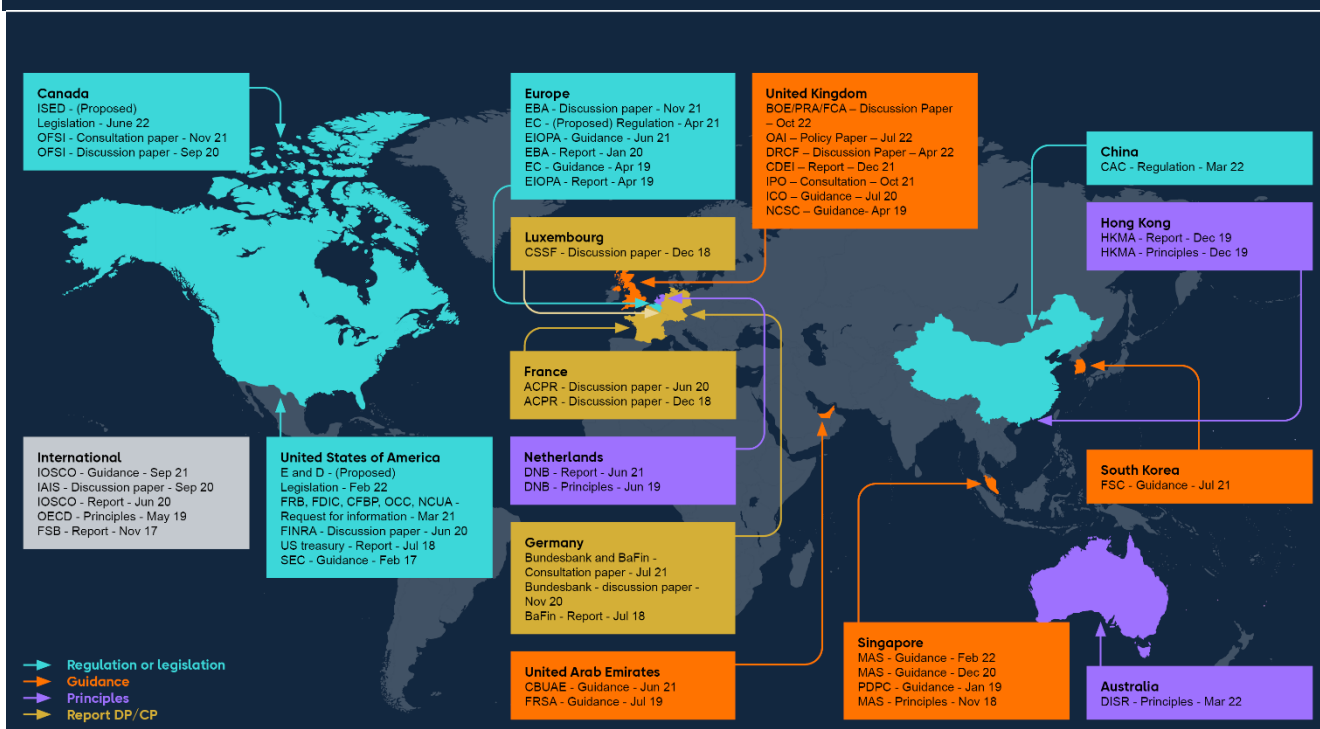 Canada
ISED - (Proposed)
Legislation - June 22
OFSI - Consultation paper - Nov 21
OFSI - Discussion paper - Sep 20
Europe
EBA - Discussion paper - Nov 21
EC - (Proposed) Regulation - Apr 21
EIOPA - Guidance - Jun 21
EBA - Report - Jan 20
EC - Guidance - Apr 19
EIOPA - Report - Apr 19
United Kingdom
BOE/PRA/FCA – Discussion Paper
– Oct 22
OAI – Policy Paper – Jul 22
DRCF – Discussion Paper – Apr 22
CDEI – Report – Dec 21
IPO – Consultation – Oct 21
ICO – Guidance – Jul 20
NCSC – Guidance- Apr 19
China
CAC - Regulation - Mar 22
Hong Kong
HKMA - Report - Dec 19
HKMA - Principles - Dec 19
Luxembourg
CSSF - Discussion paper - Dec 18
France
ACPR - Discussion paper - Jun 20
ACPR - Discussion paper - Dec 18
International
IOSCO - Guidance - Sep 21
IAIS - Discussion paper - Sep 20
IOSCO - Report - Jun 20
OECD - Principles - May 19
FSB - Report - Nov 17
United States of America
E and D - (Proposed)
Legislation - Feb 22
FRB, FDIC, CFBP, OCC, NCUA -
Request for information - Mar 21
FINRA - Discussion paper - Jun 20
US treasury - Report - Jul 18
SEC - Guidance - Feb 17
Netherlands
DNB - Report - Jun 21
DNB - Principles - Jun 19
South Korea
FSC - Guidance - Jul 21
Germany
Bundesbank and BaFin -
Consultation paper - Jul 21
Bundesbank - discussion paper -
Nov 20
BaFin - Report - Jul 18
United Arab Emirates
CBUAE - Guidance - Jun 21
FRSA - Guidance - Jul 19
Singapore
MAS - Guidance - Feb 22
MAS - Guidance - Dec 20
PDPC - Guidance - Jan 19
MAS - Principles - Nov 18
Australia
DISR - Principles - Mar 22
Regulation or legislation
Guidance
Principles
Report DP/CP